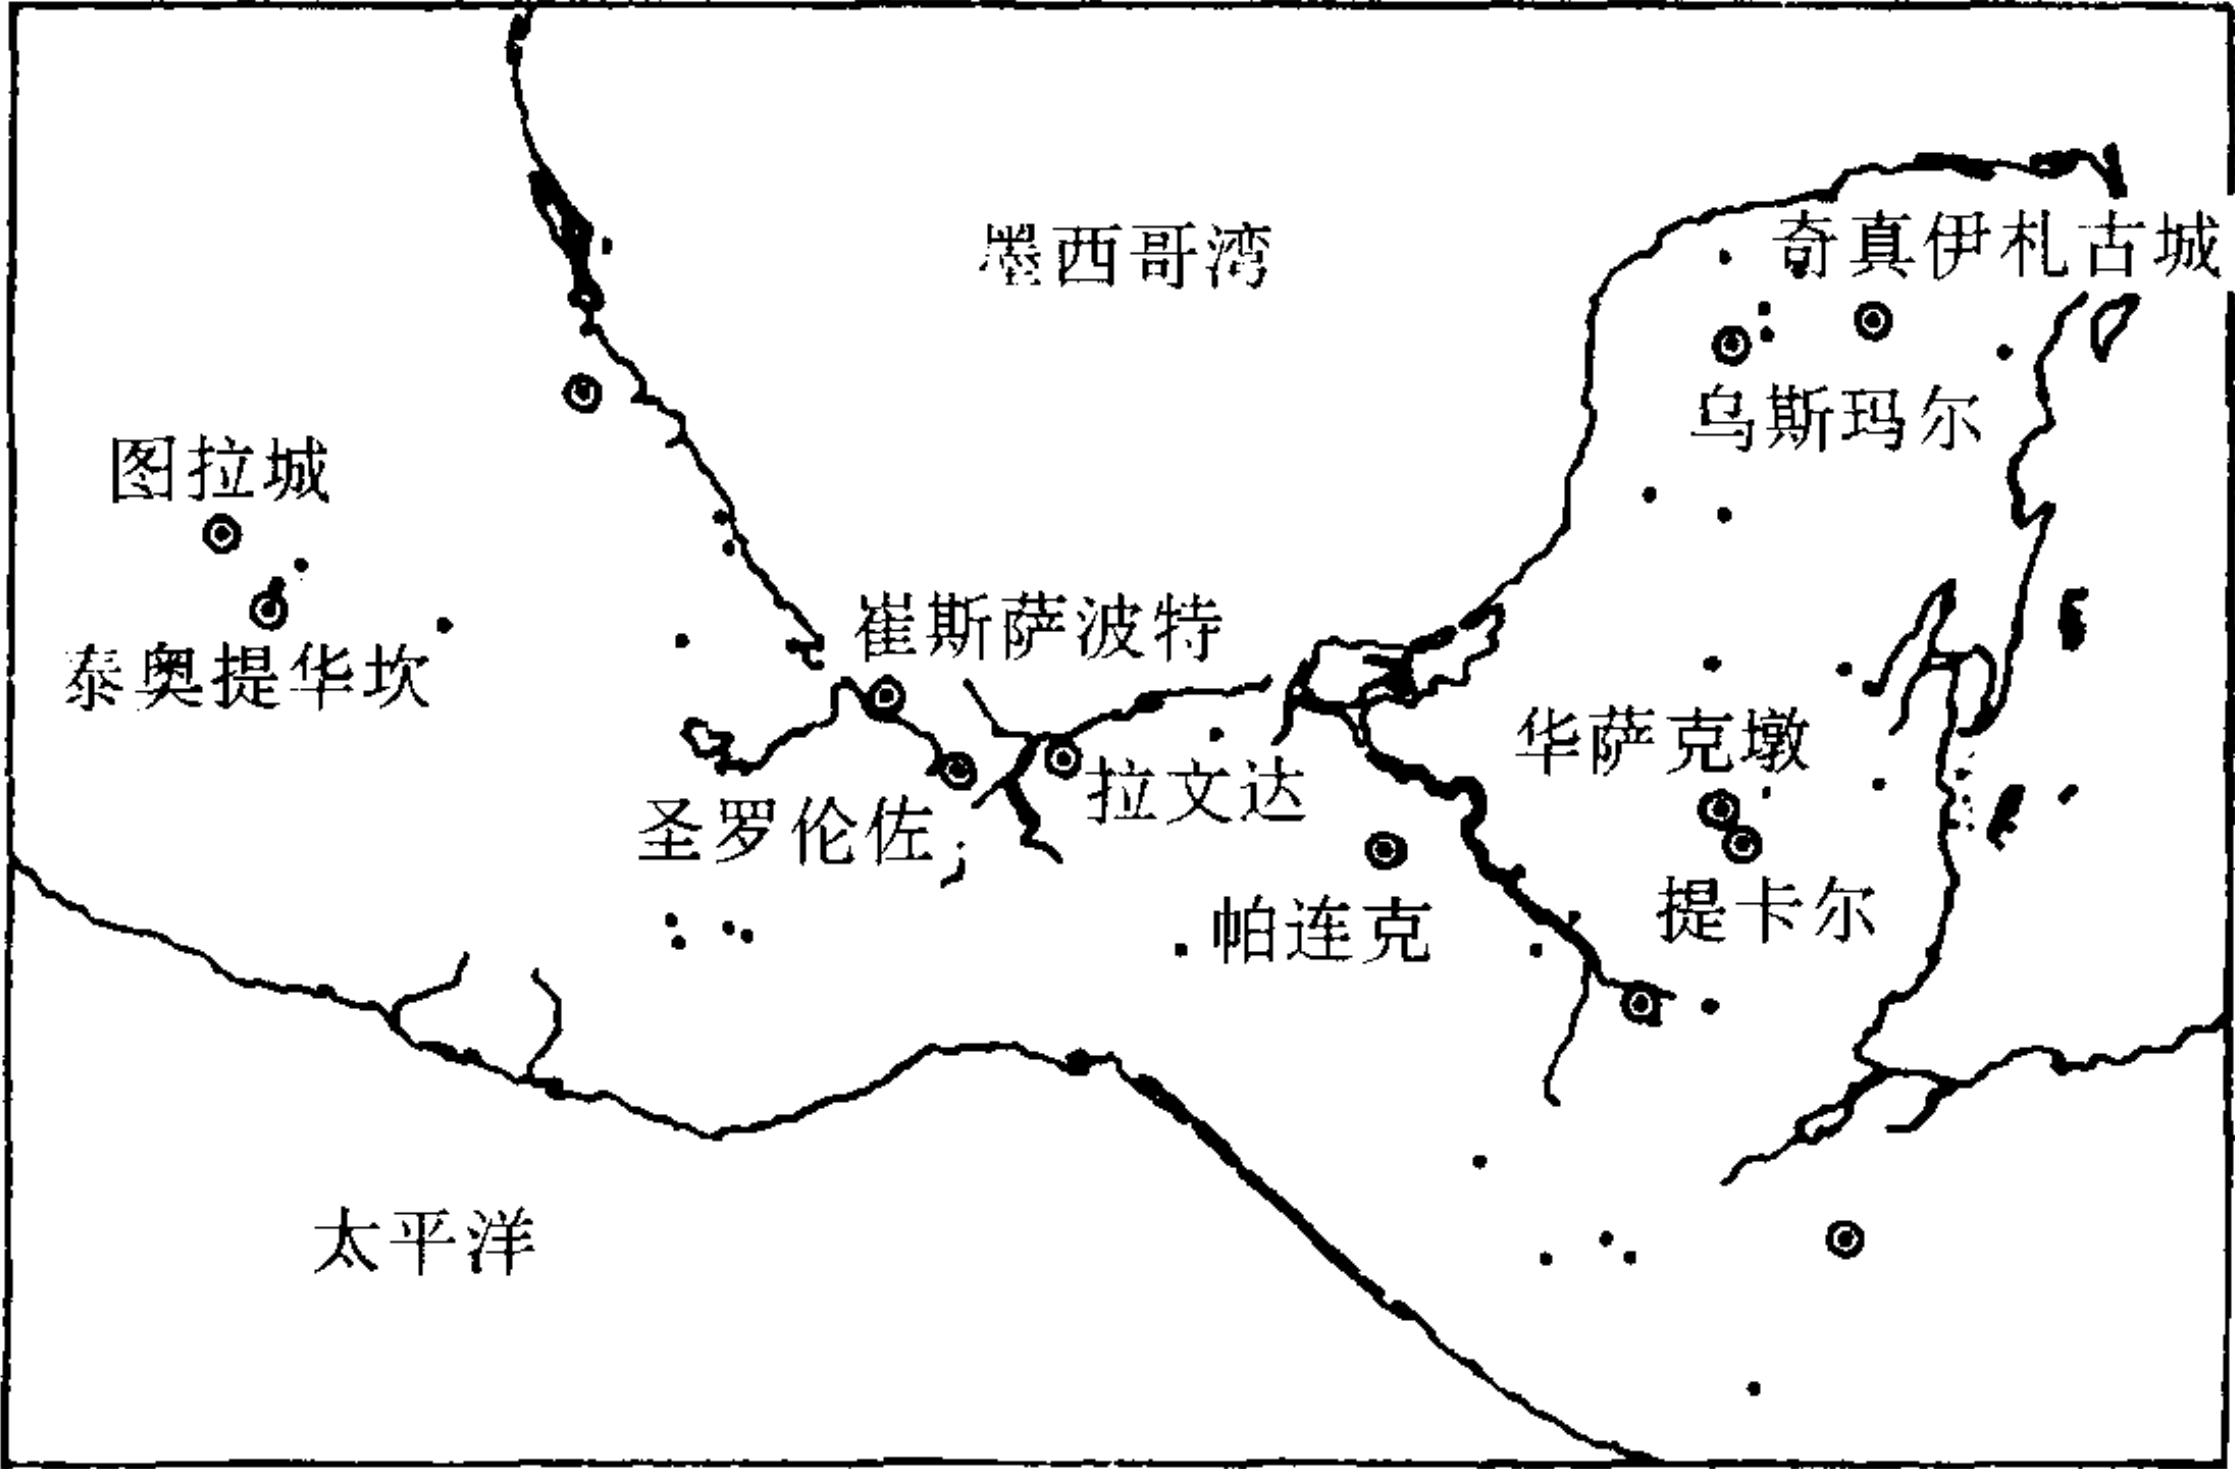 墨西哥湾
奇真伊札古城
乌斯玛尔
图拉城
泰奥提华坎
崔斯萨波特
华萨克墩
拉文达
圣罗伦佐
提卡尔
帕连克
太平洋